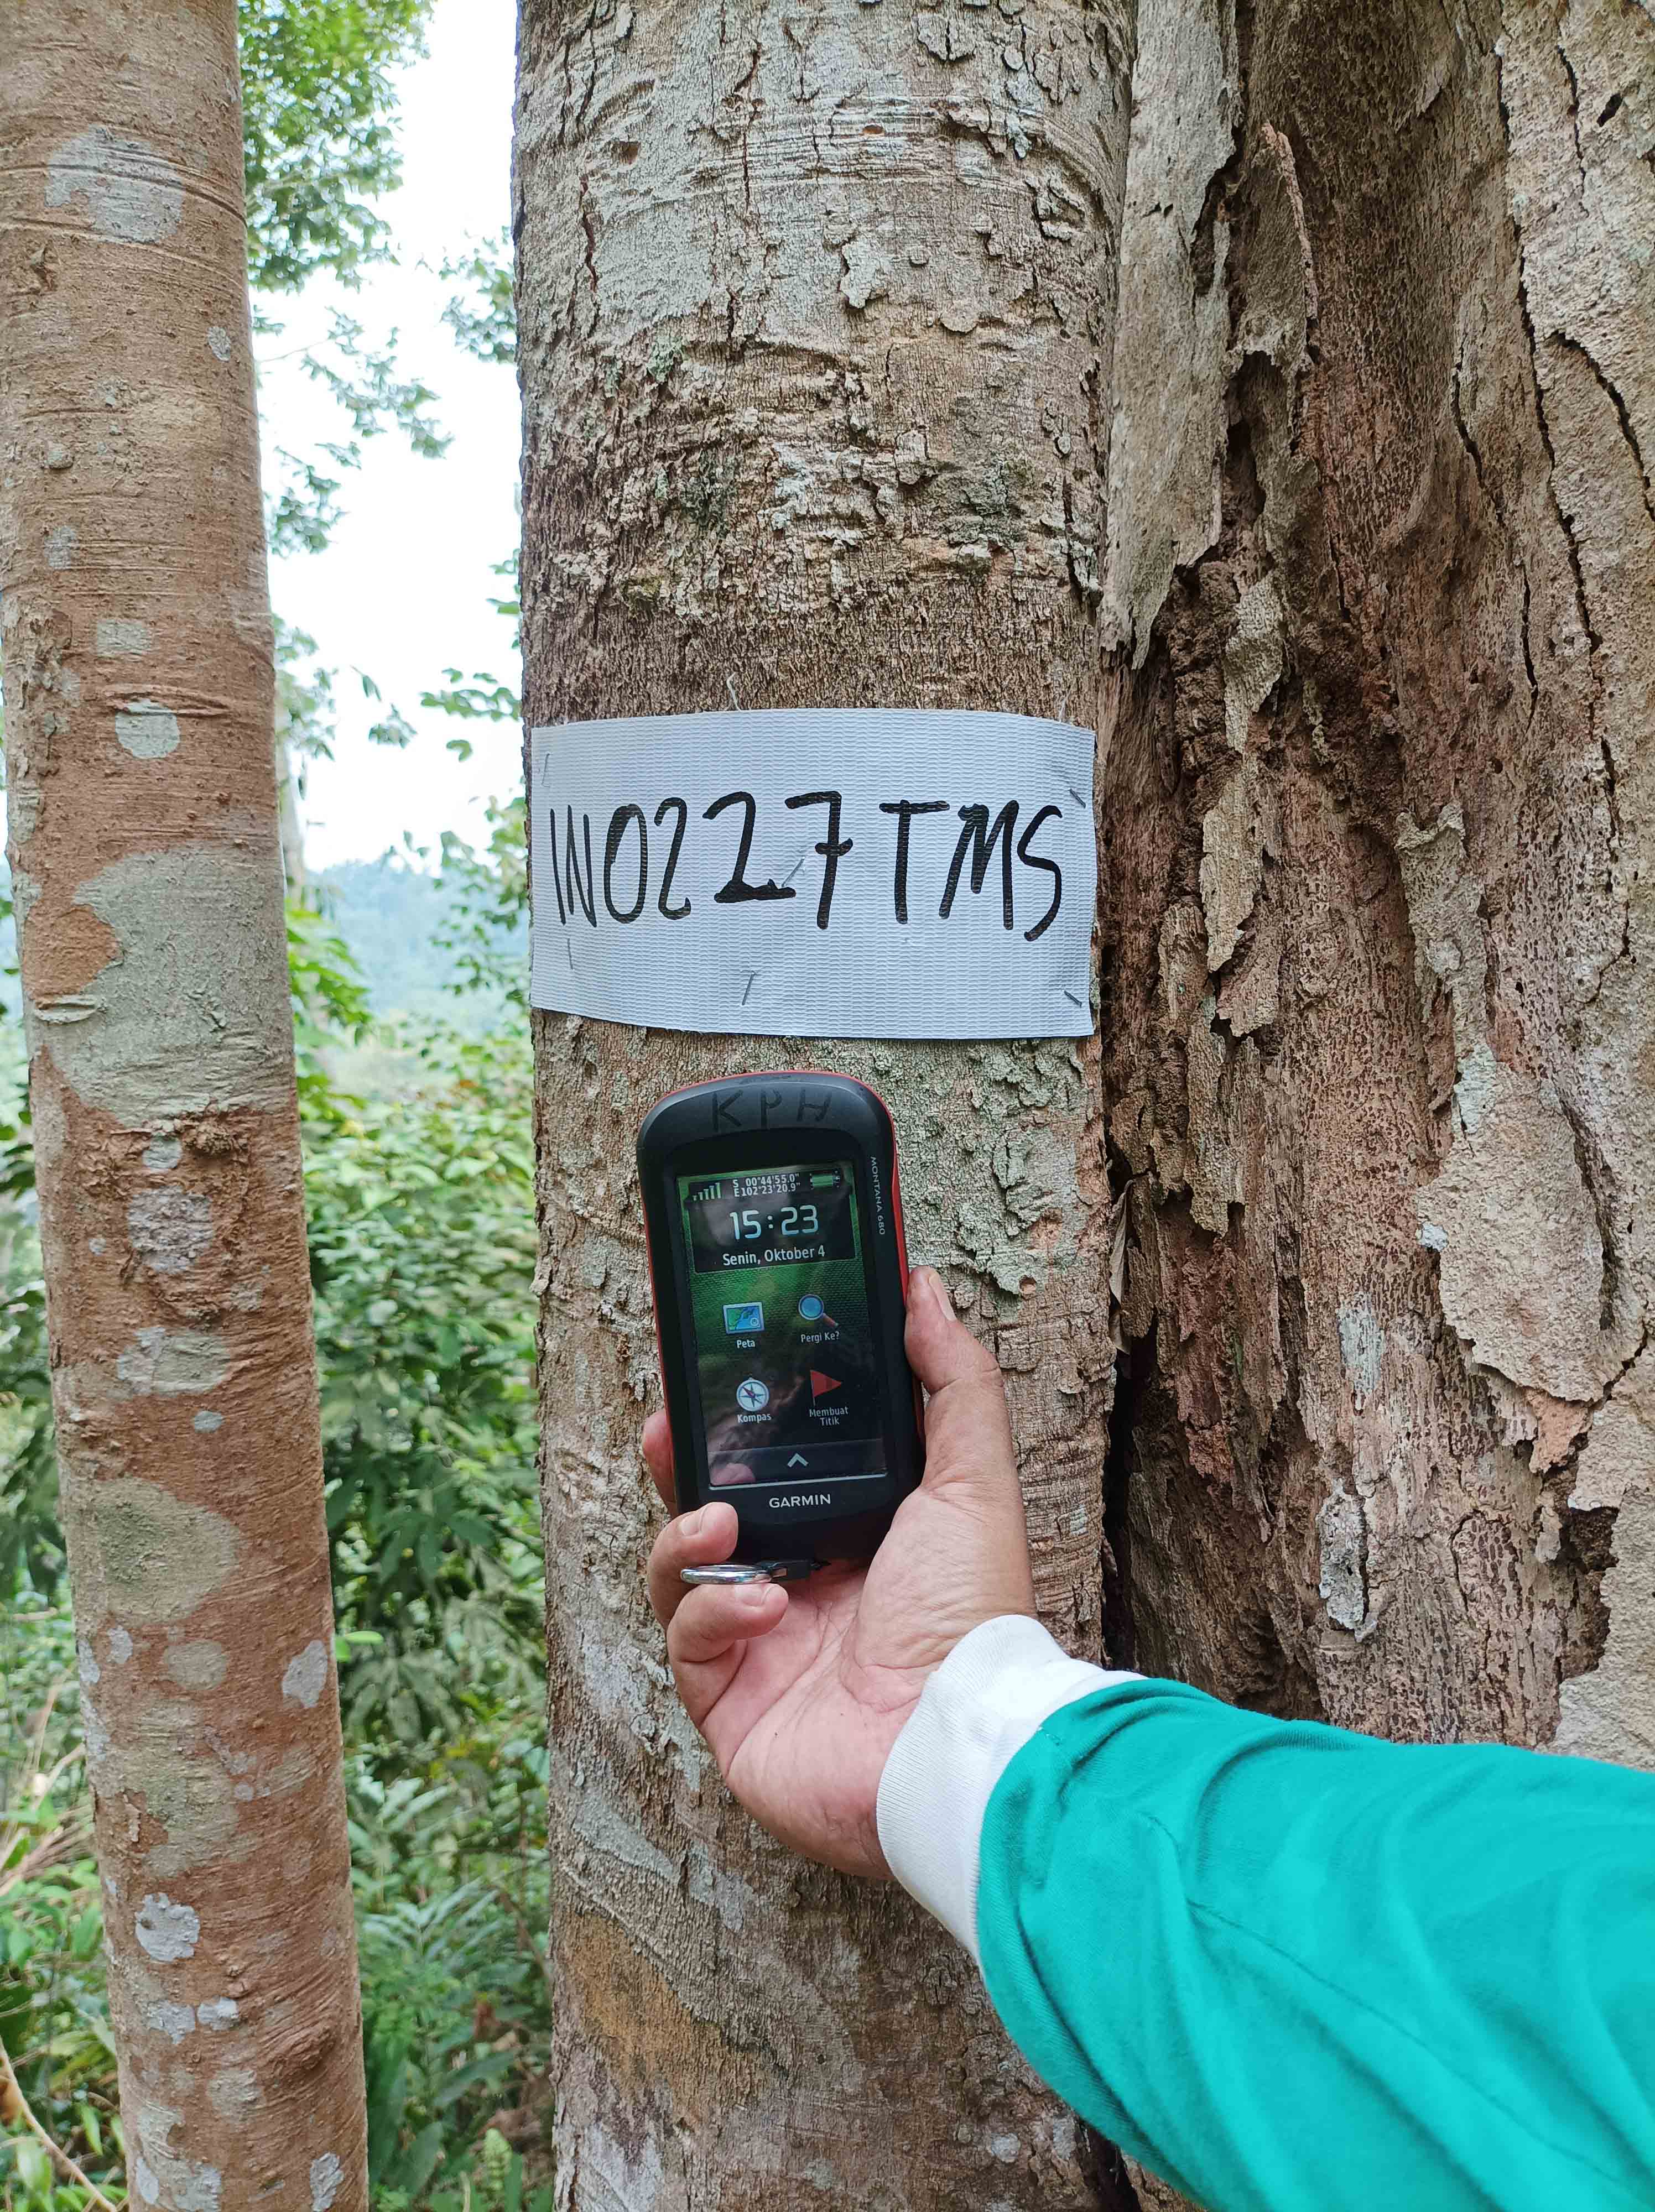 IN0227TMS
KPH
MONTANA 680
S 00°44'55.0"
E102°23'20.9"
15:23
Senin, Oktober 4
Peta
Pergi Ke?
Kompas
Membuat
Titik
GARMIN